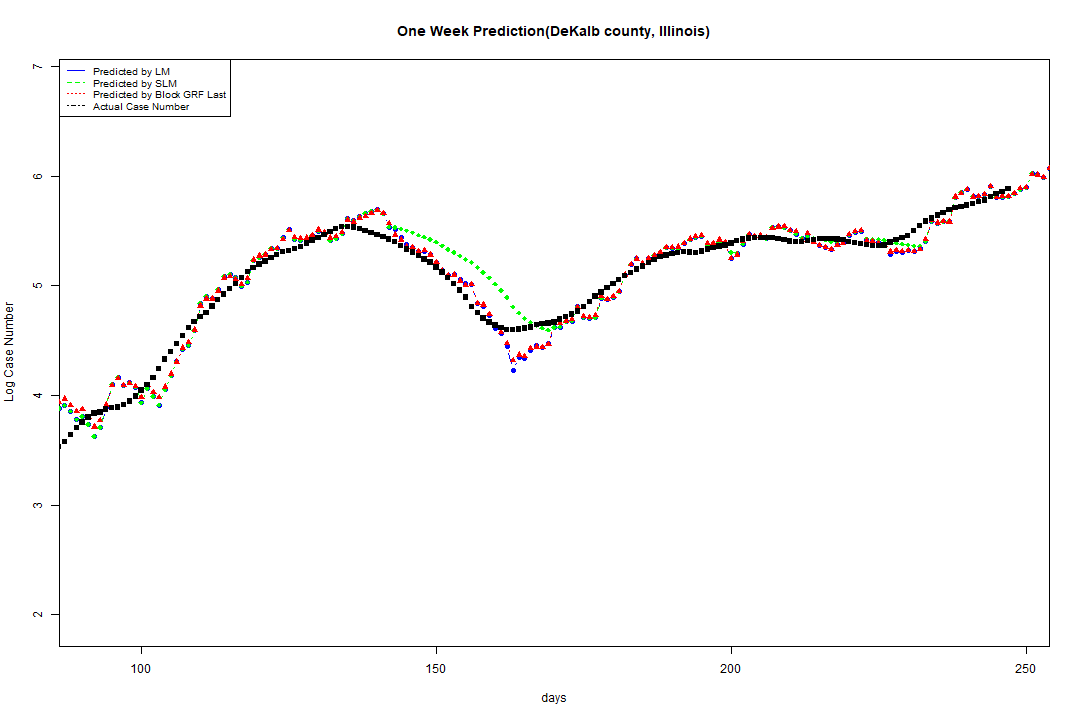 One Week Prediction(DeKalb county, Illinois)
Predicted by LM
Predicted by SLM
Predicted by Block GRF Last
Actual Case Number
7
6
5
4
3
2
Log Case Number
100 150 200 250
days